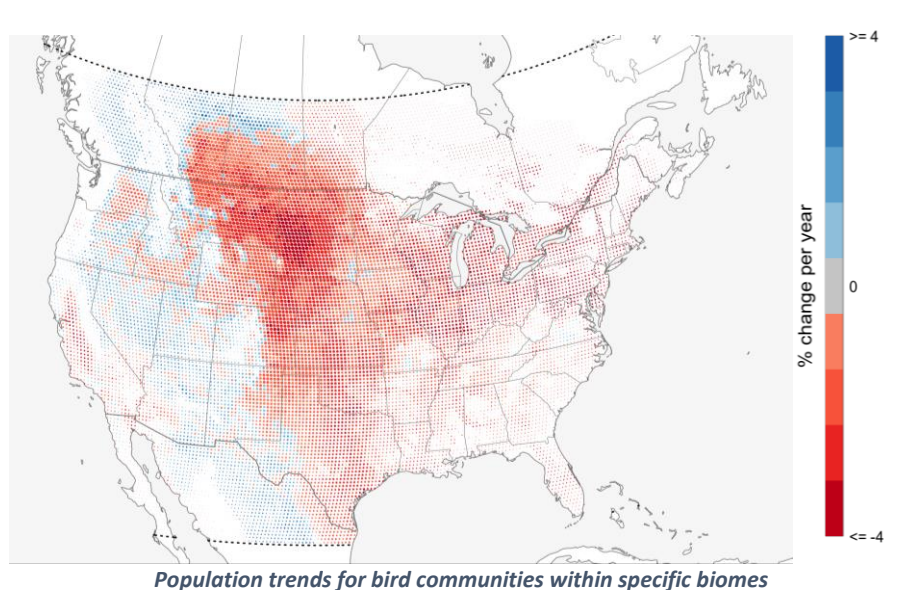 >= 4
% change per year
0
<= -4
Population trends for bird communities within specific biomes